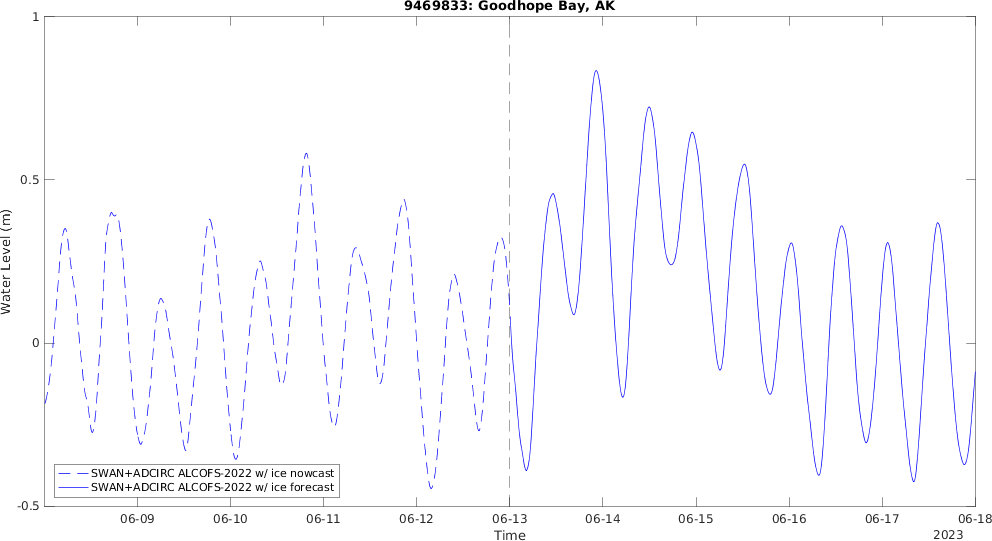 9469833: Goodhope Bay, AK
1
0.5
0
-0.5
Water Level (m)
SWAN+ADCIRC ALCOFS-2022 w/ ice nowcast
SWAN+ADCIRC ALCOFS-2022 w/ ice forecast
06-09 06-10 06-11 06-12 06-13 06-14 06-15 06-16 06-17 06-18
Time
2023